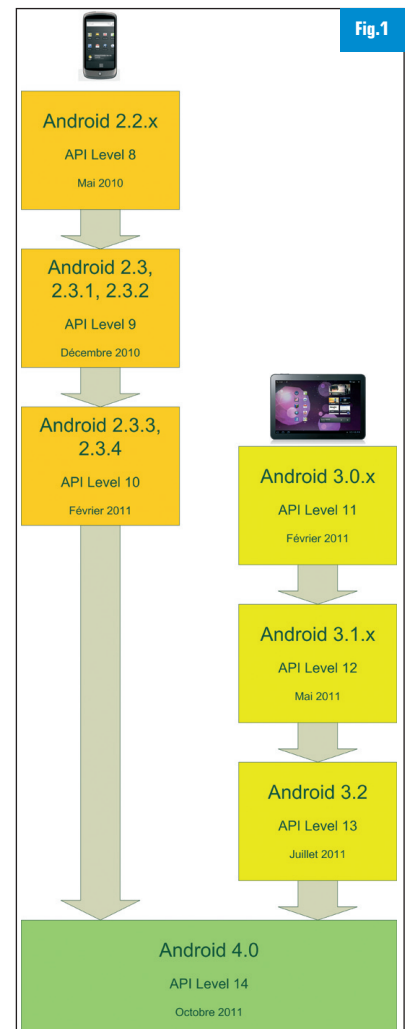 Fig.1
Android 2.2.x
API Level 8
Mai 2010
Android 2.3,
2.3.1, 2.3.2
API Level 9
Décembre 2010
Android 2.3.3,
2.3.4
API Level 10
Février 2011
Android 3.0.x
API Level 11
Février 2011
Android 3.1.x
API Level 12
Mai 2011
Android 3.2
API Level 13
Juillet 2011
Android 4.0
API Level 14
Octobre 2011